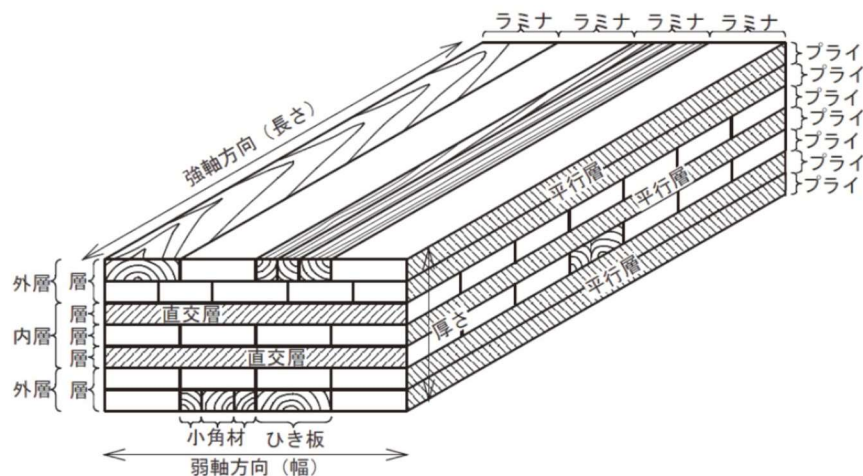 ラミナ ラミナ ラミナ ラミナ
プライ
プライ
プライ
プライ
プライ
プライ
プライ
強軸方向（長さ）
平行層
平行層
平行層
厚さ
外層 層
層 直交層
内層 層
層 直交層
外層 層
小角材 ひき板
弱軸方向（幅）